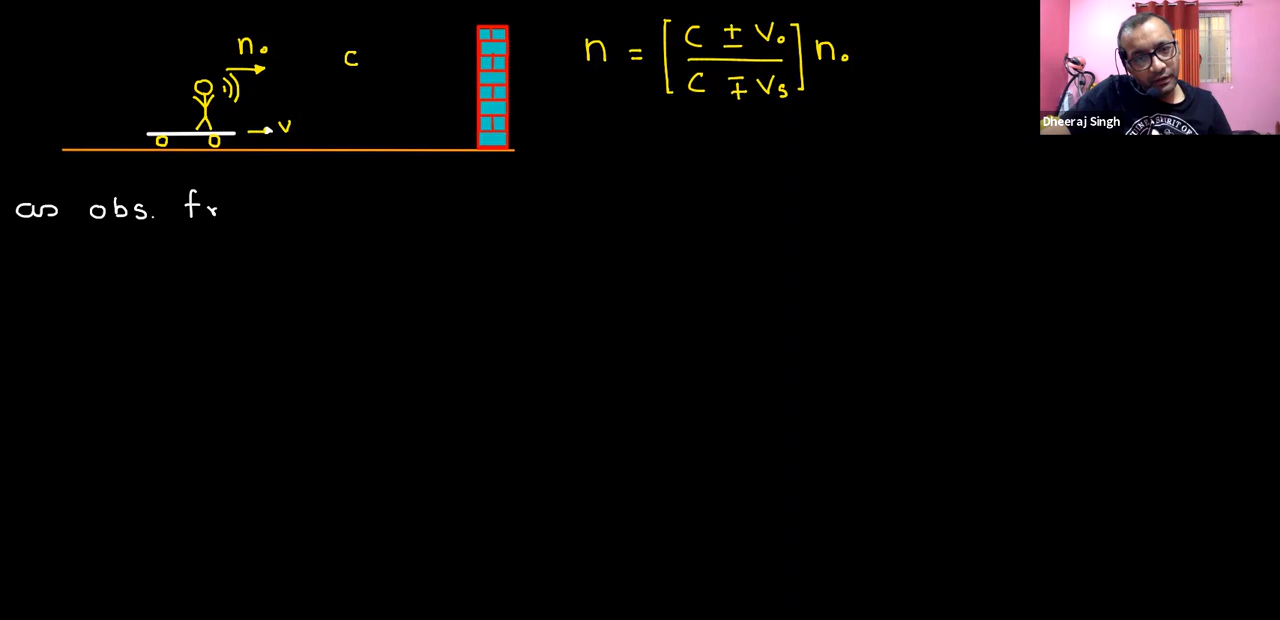 n₀
c
v
n = [ (c ± v₀) / (c ∓ vₛ) ] n₀
Dheeraj Singh
as obs. fr